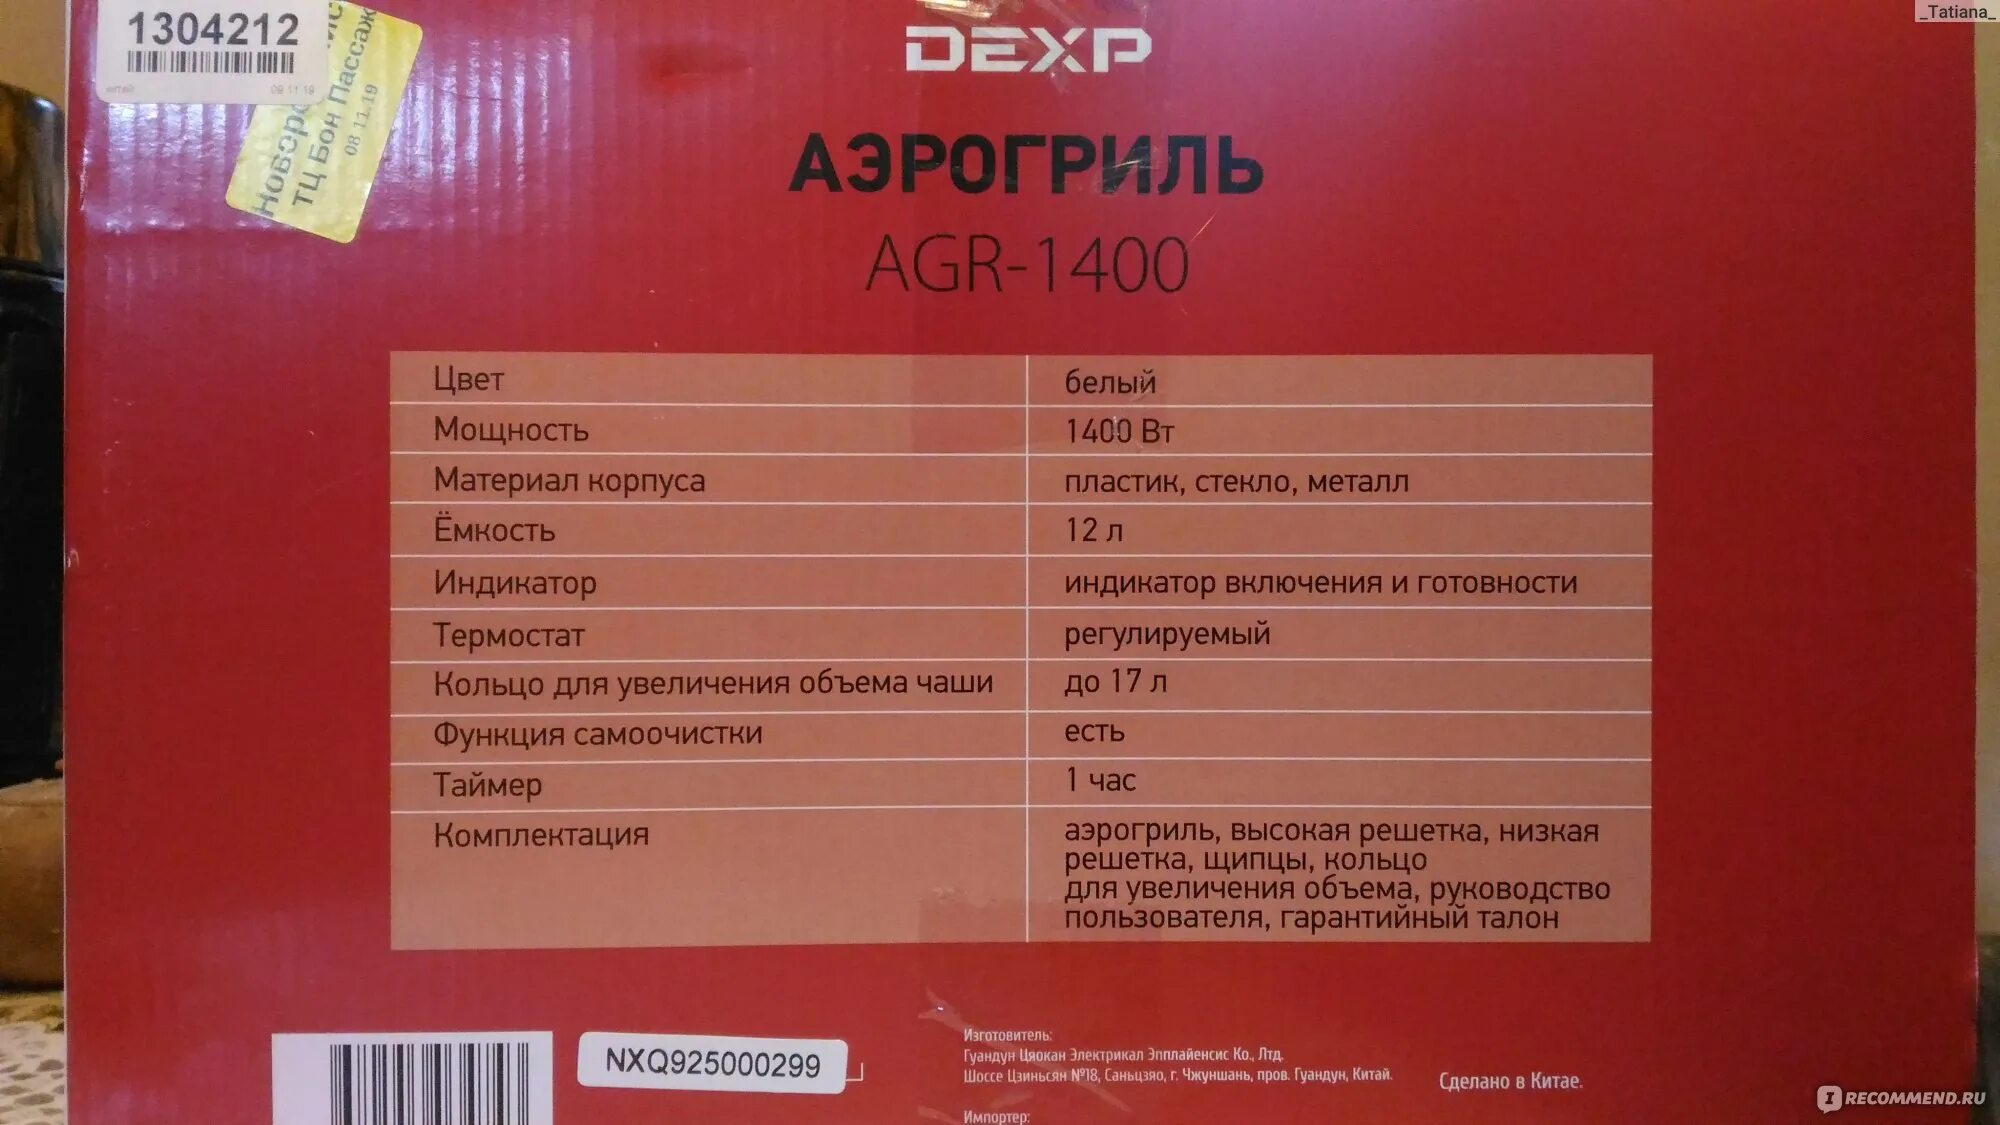 _Tatiana_
1304212
09 11 19
ТЦ Бон Пассаж
08 11.19
DEXP
АЭРОГРИЛЬ
AGR-1400
Цвет белый
Мощность 1400 Вт
Материал корпуса пластик, стекло, металл
Ёмкость 12 л
Индикатор индикатор включения и готовности
Термостат регулируемый
Кольцо для увеличения объема чаши до 17 л
Функция самоочистки есть
Таймер 1 час
Комплектация аэрогриль, высокая решетка, низкая
решетка, щипцы, кольцо
для увеличения объема, руководство
пользователя, гарантийный талон
NXQ925000299
Изготовитель:
Гуандун Цяокан Электрикал Эпплайенсис Ко., Лтд.
Шоссе Цзиньсян №18, Саньцзяо, г. Чжуншань, пров. Гуандун, Китай.
Сделано в Китае.
Импортер:
I RECOMMEND.RU